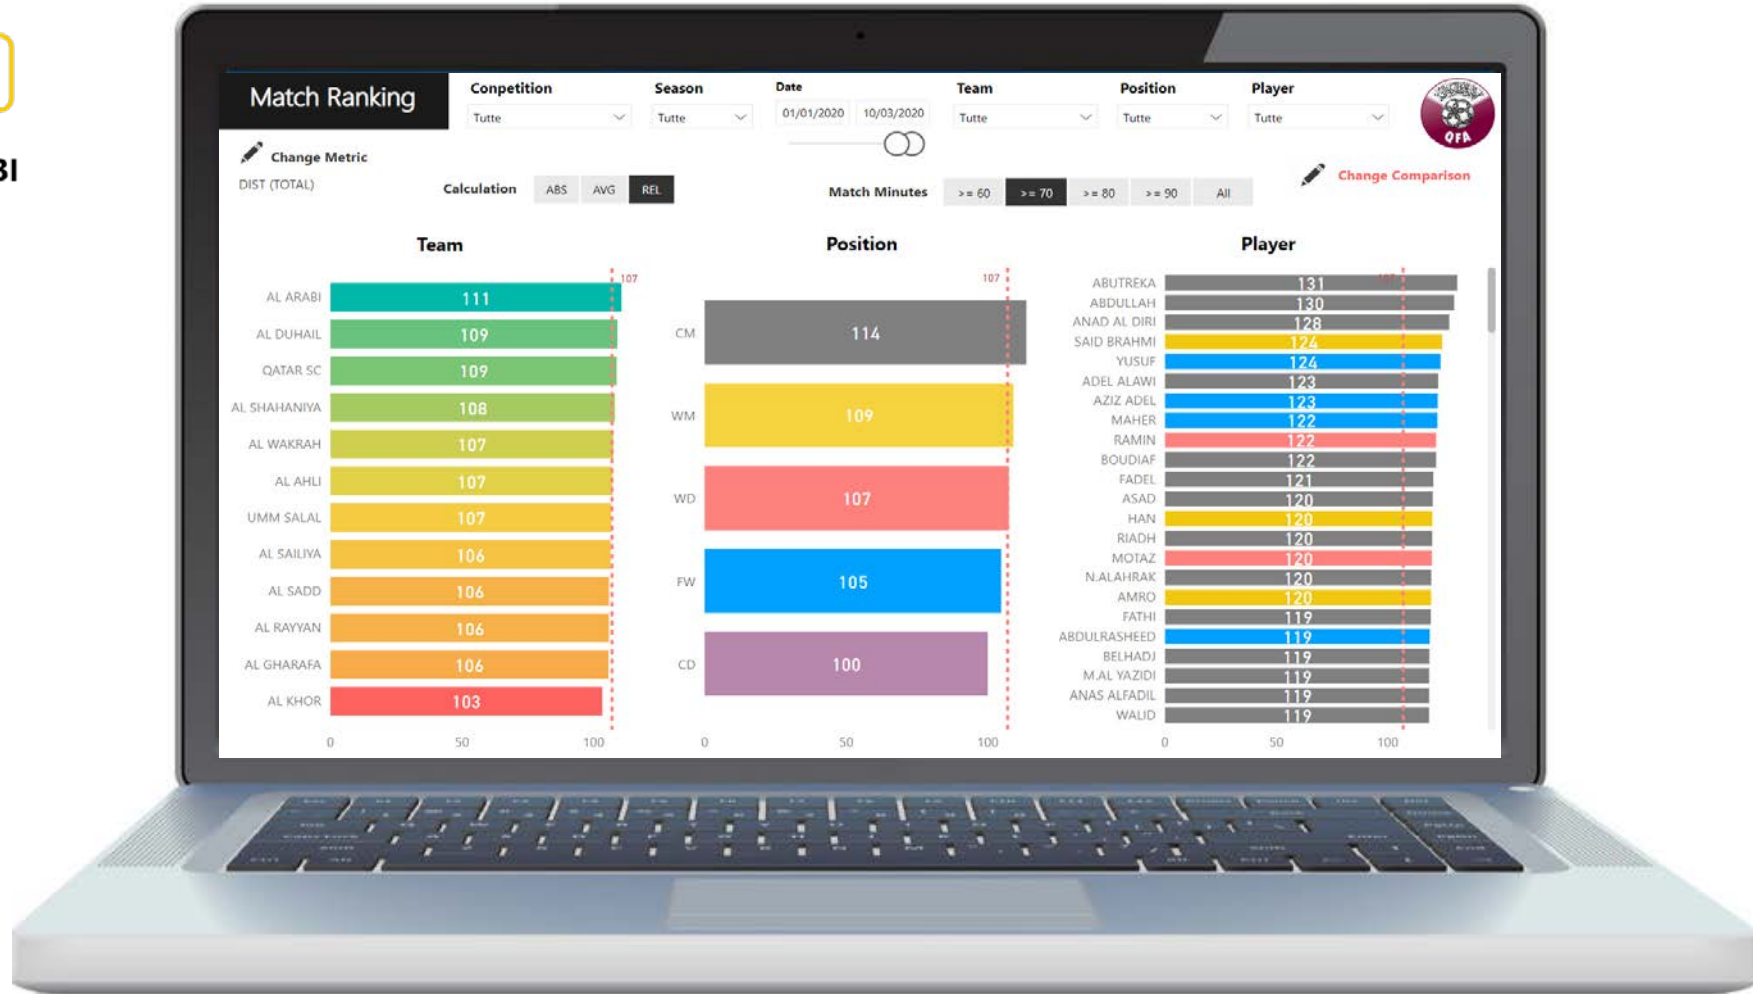 BI
Match Ranking
Conpetition
Tutte
Season
Tutte
Date
01/01/2020 10/03/2020
Team
Tutte
Position
Tutte
Player
Tutte
QFA
Change Metric
DIST (TOTAL)
Calculation ABS AVG REL
Match Minutes >= 60 >= 70 >= 80 >= 90 All
Change Comparison
Team
107
AL ARABI 111
AL DUHAIL 109
QATAR SC 109
AL SHAHANIYA 108
AL WAKRAH 107
AL AHLI 107
UMM SALAL 107
AL SAILIYA 106
AL SADD 106
AL RAYYAN 106
AL GHARAFA 106
AL KHOR 103
0 50 100
Position
107
CM 114
WM 109
WD 107
FW 105
CD 100
0 50 100
Player
107
ABUTREKA 131
ABDULLAH 130
ANAD AL DIRI 128
SAID BRAHMI 124
YUSUF 124
ADEL ALAWI 123
AZIZ ADEL 123
MAHER 122
RAMIN 122
BOUDIAF 122
FADEL 121
ASAD 120
HAN 120
RIADH 120
MOTAZ 120
N.ALAHRAK 120
AMRO 120
FATHI 119
ABDULRASHEED 119
BELHADJ 119
M.AL YAZIDI 119
ANAS ALFADIL 119
WALID 119
0 50 100